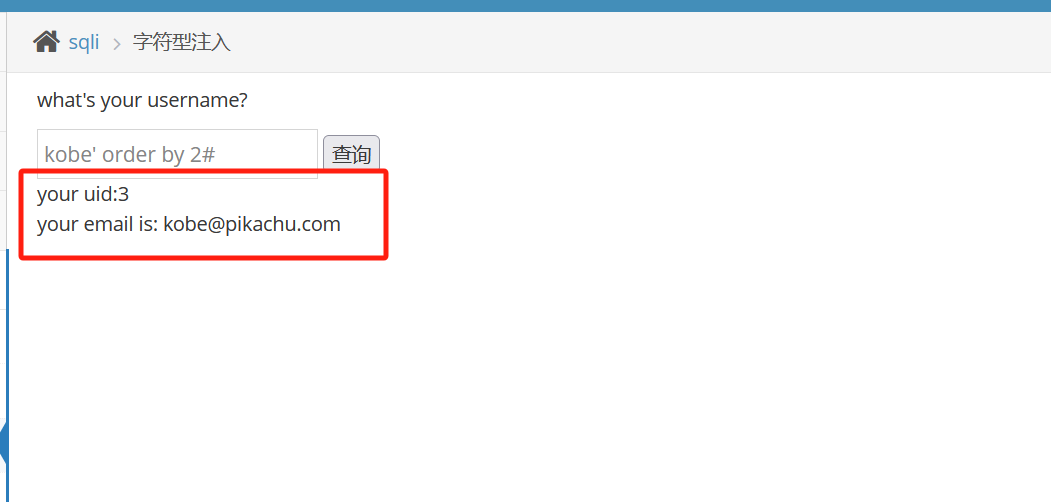 sqli > 字符型注入
what's your username?
kobe' order by 2# 查询
your uid:3
your email is: kobe@pikachu.com